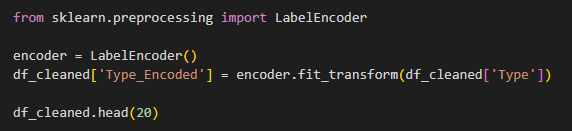 from sklearn.preprocessing import LabelEncoder
encoder = LabelEncoder()
df_cleaned['Type_Encoded'] = encoder.fit_transform(df_cleaned['Type'])
df_cleaned.head(20)